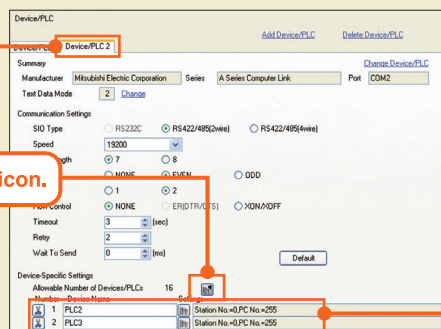 Device/PLC
Add Device/PLC Delete Device/PLC
Device/PLC 2
Summary Change Device/PLC
Manufacturer Mitsubishi Electric Corporation Series A Series Computer Link Port COM2
Text Data Mode 2 Change
Communication Settings
SIO Type RS232C RS422/485(2wire) RS422/485(4wire)
Speed 19200
7 8
NONE EVEN ODD
icon.
1 2
Flow Control NONE ER(DTR/CTS) XON/XOFF
Timeout 3 (sec)
Retry 2
Wait To Send 0 (ms) Default
Device-Specific Settings
Allowable Number of Devices/PLCs 16
Number Device Name Settings
1 PLC2 Station No.=0,PC No.=255
2 PLC3 Station No.=0,PC No.=255